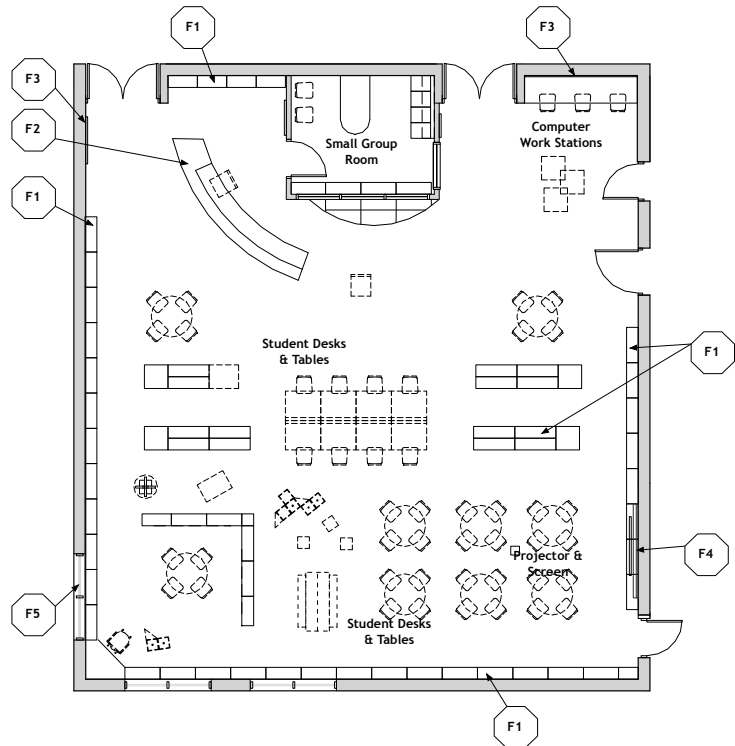 F1
F3
F3
F2
Small Group
Room
Computer
Work Stations
F1
Student Desks
& Tables
F1
Projector &
Screen
F4
F5
Student Desks
& Tables
F1